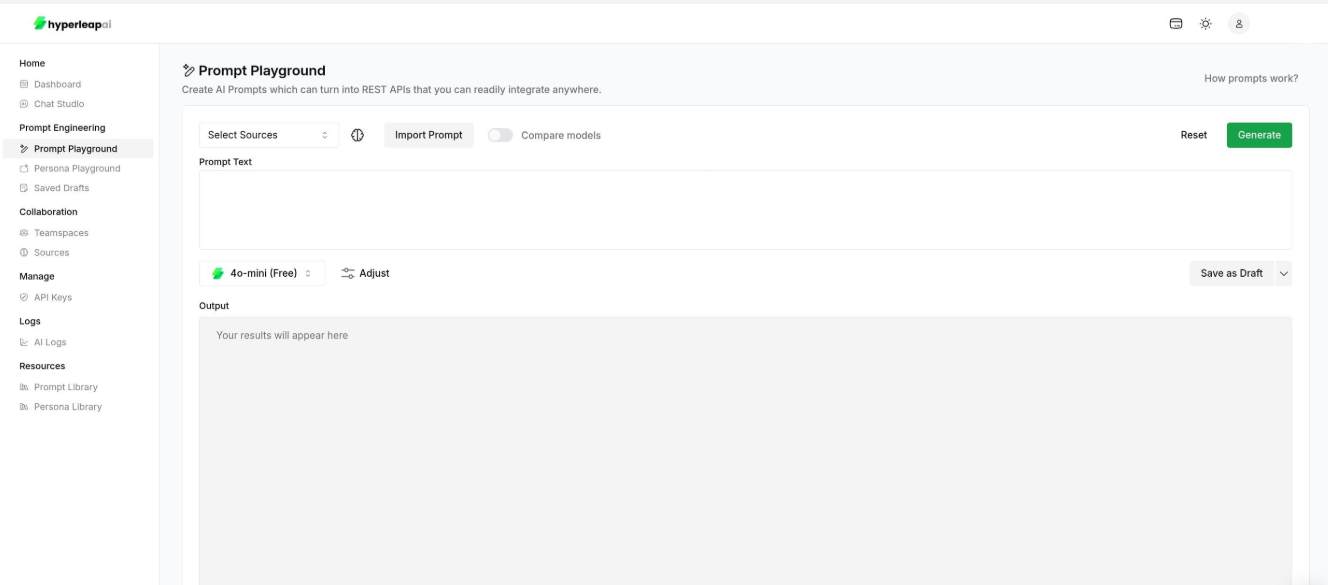 hyperleapai
Home
Dashboard
Chat Studio
Prompt Engineering
Prompt Playground
Persona Playground
Saved Drafts
Collaboration
Teamspaces
Sources
Manage
API Keys
Logs
AI Logs
Resources
Prompt Library
Persona Library
Prompt Playground
Create AI Prompts which can turn into REST APIs that you can readily integrate anywhere.
How prompts work?
Select Sources
Import Prompt
Compare models
Reset
Generate
Prompt Text
4o-mini (Free)
Adjust
Save as Draft
Output
Your results will appear here